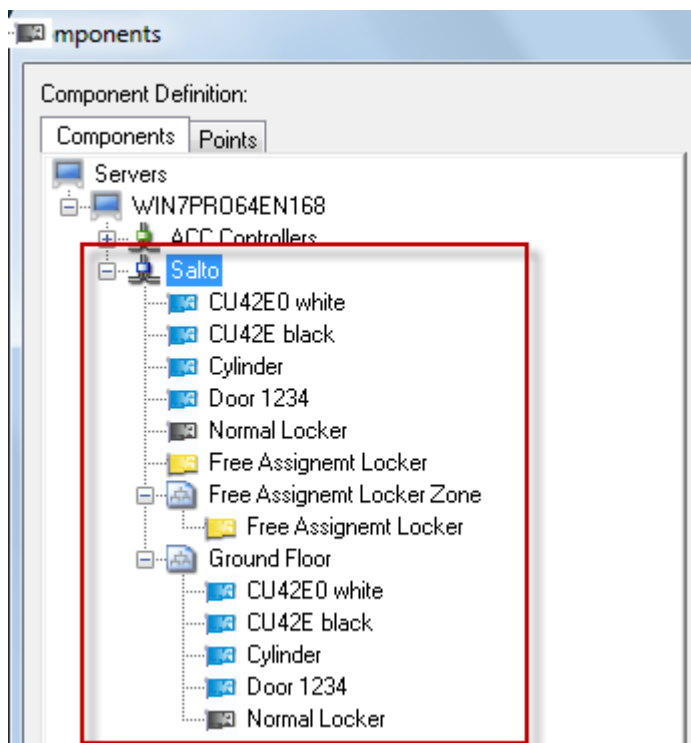 mponents
Component Definition:
Components Points
Servers
WIN7PRO64EN168
ACC Controllers
Salto
CU42E0 white
CU42E black
Cylinder
Door 1234
Normal Locker
Free Assignemt Locker
Free Assignemt Locker Zone
Free Assignemt Locker
Ground Floor
CU42E0 white
CU42E black
Cylinder
Door 1234
Normal Locker